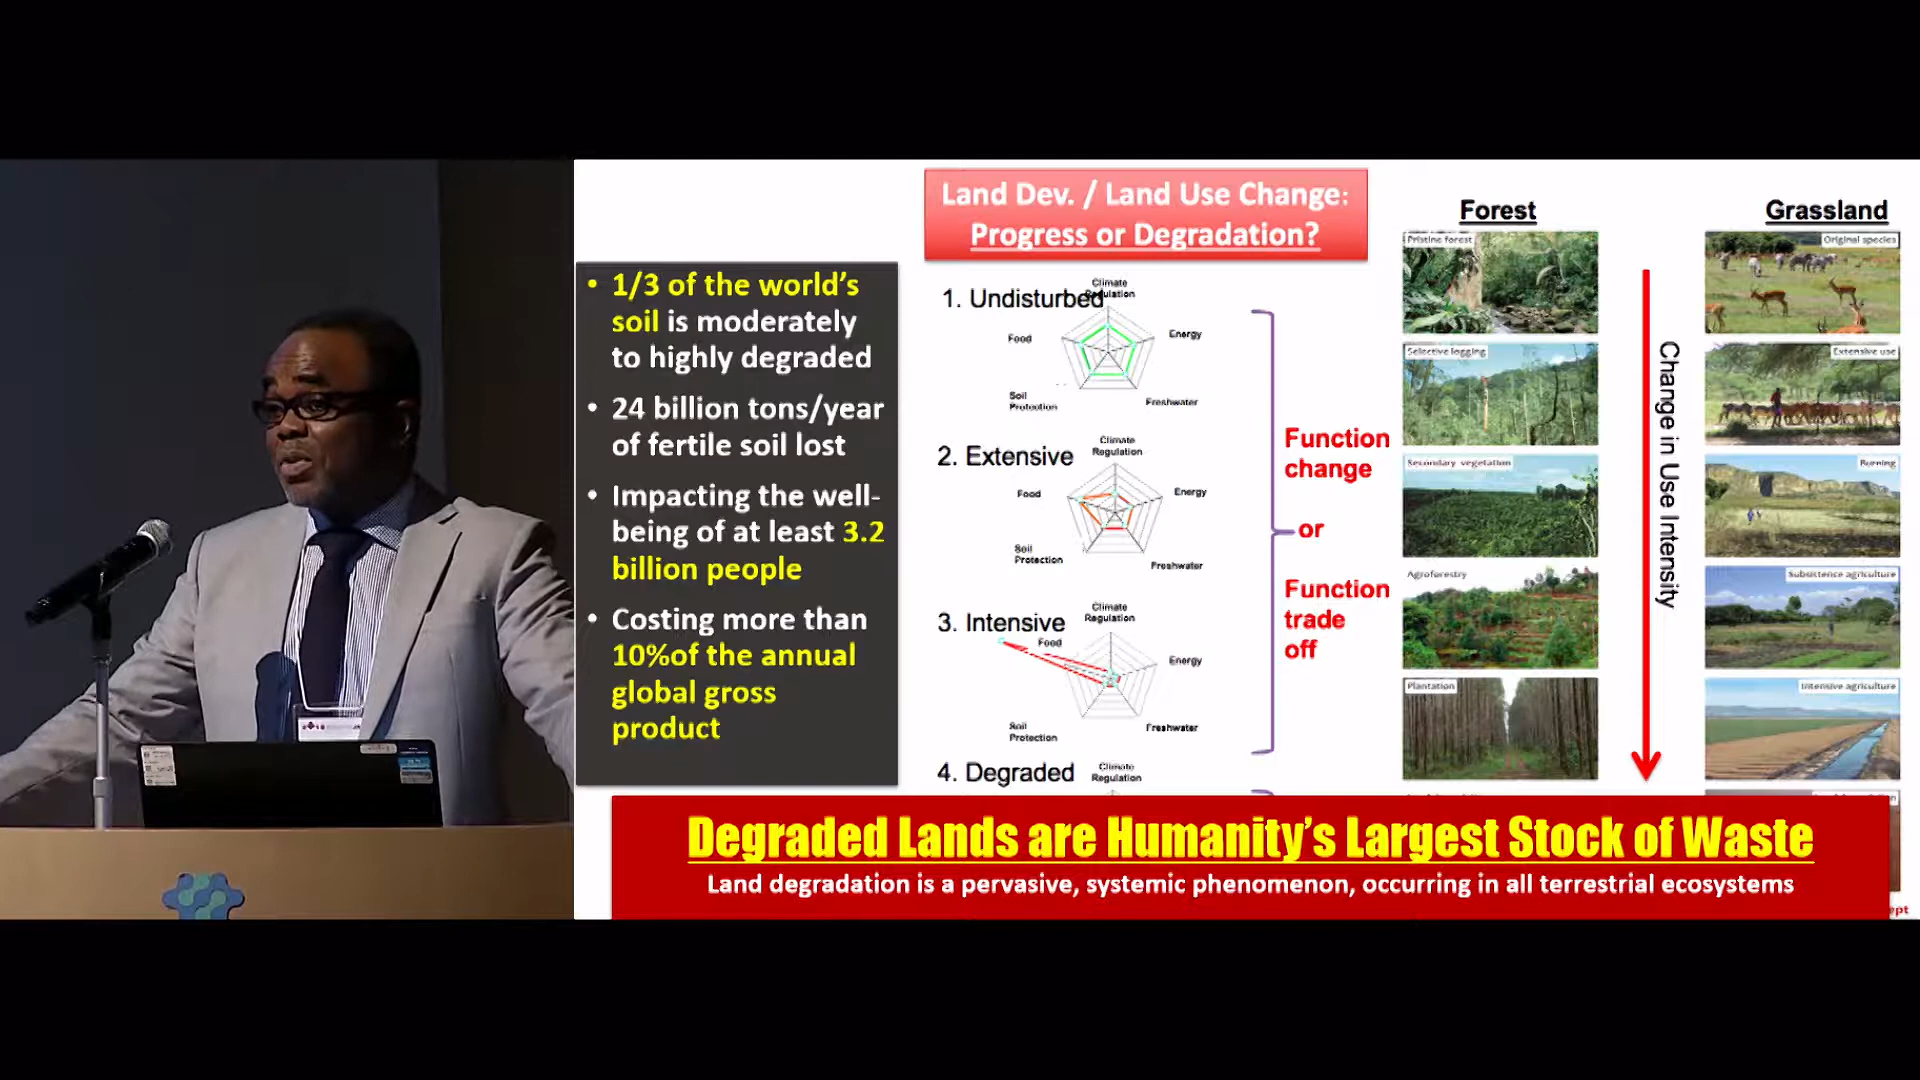 Land Dev. / Land Use Change:
Progress or Degradation?
• 1/3 of the world's
soil is moderately
to highly degraded
• 24 billion tons/year
of fertile soil lost
• Impacting the well-
being of at least 3.2
billion people
• Costing more than
10%of the annual
global gross
product
1. Undisturbed
Climate
Regulation
Food
Energy
Soil
Protection
Freshwater
2. Extensive
Climate
Regulation
Food
Energy
Soil
Protection
Freshwater
3. Intensive
Climate
Regulation
Food
Energy
Soil
Protection
Freshwater
4. Degraded
Climate
Regulation
Function
change
or
Function
trade
off
Forest
Pristine forest
Selective logging
Secondary vegetation
Agroforestry
Plantation
Change in Use Intensity
Grassland
Original species
Extensive use
Burning
Subsistence agriculture
Intensive agriculture
Degraded Lands are Humanity's Largest Stock of Waste
Land degradation is a pervasive, systemic phenomenon, occurring in all terrestrial ecosystems